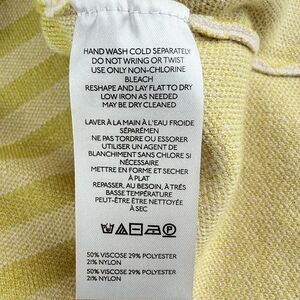 HAND WASH COLD SEPARATELY
DO NOT WRING OR TWIST
USE ONLY NON-CHLORINE
BLEACH
RESHAPE AND LAY FLAT TO DRY
LOW IRON AS NEEDED
MAY BE DRY CLEANED
LAVER À LA MAIN À L'EAU FROIDE
SÉPARÉMEN
NE PAS TORDRE OU ESSORER
UTILISER UN AGENT DE
BLANCHIMENT SANS CHLORE SI
NÉCESSAIRE
METTRE EN FORME ET SECHER
À PLAT
REPASSER, AU BESOIN, À TRÈS
BASSE TEMPÉRATURE
PEUT-ÊTRE ÊTRE NETTOYÉE
À SEC
50% VISCOSE 29% POLYESTER
21% NYLON
50% VISCOSE 29% POLYESTER
21% NYLON